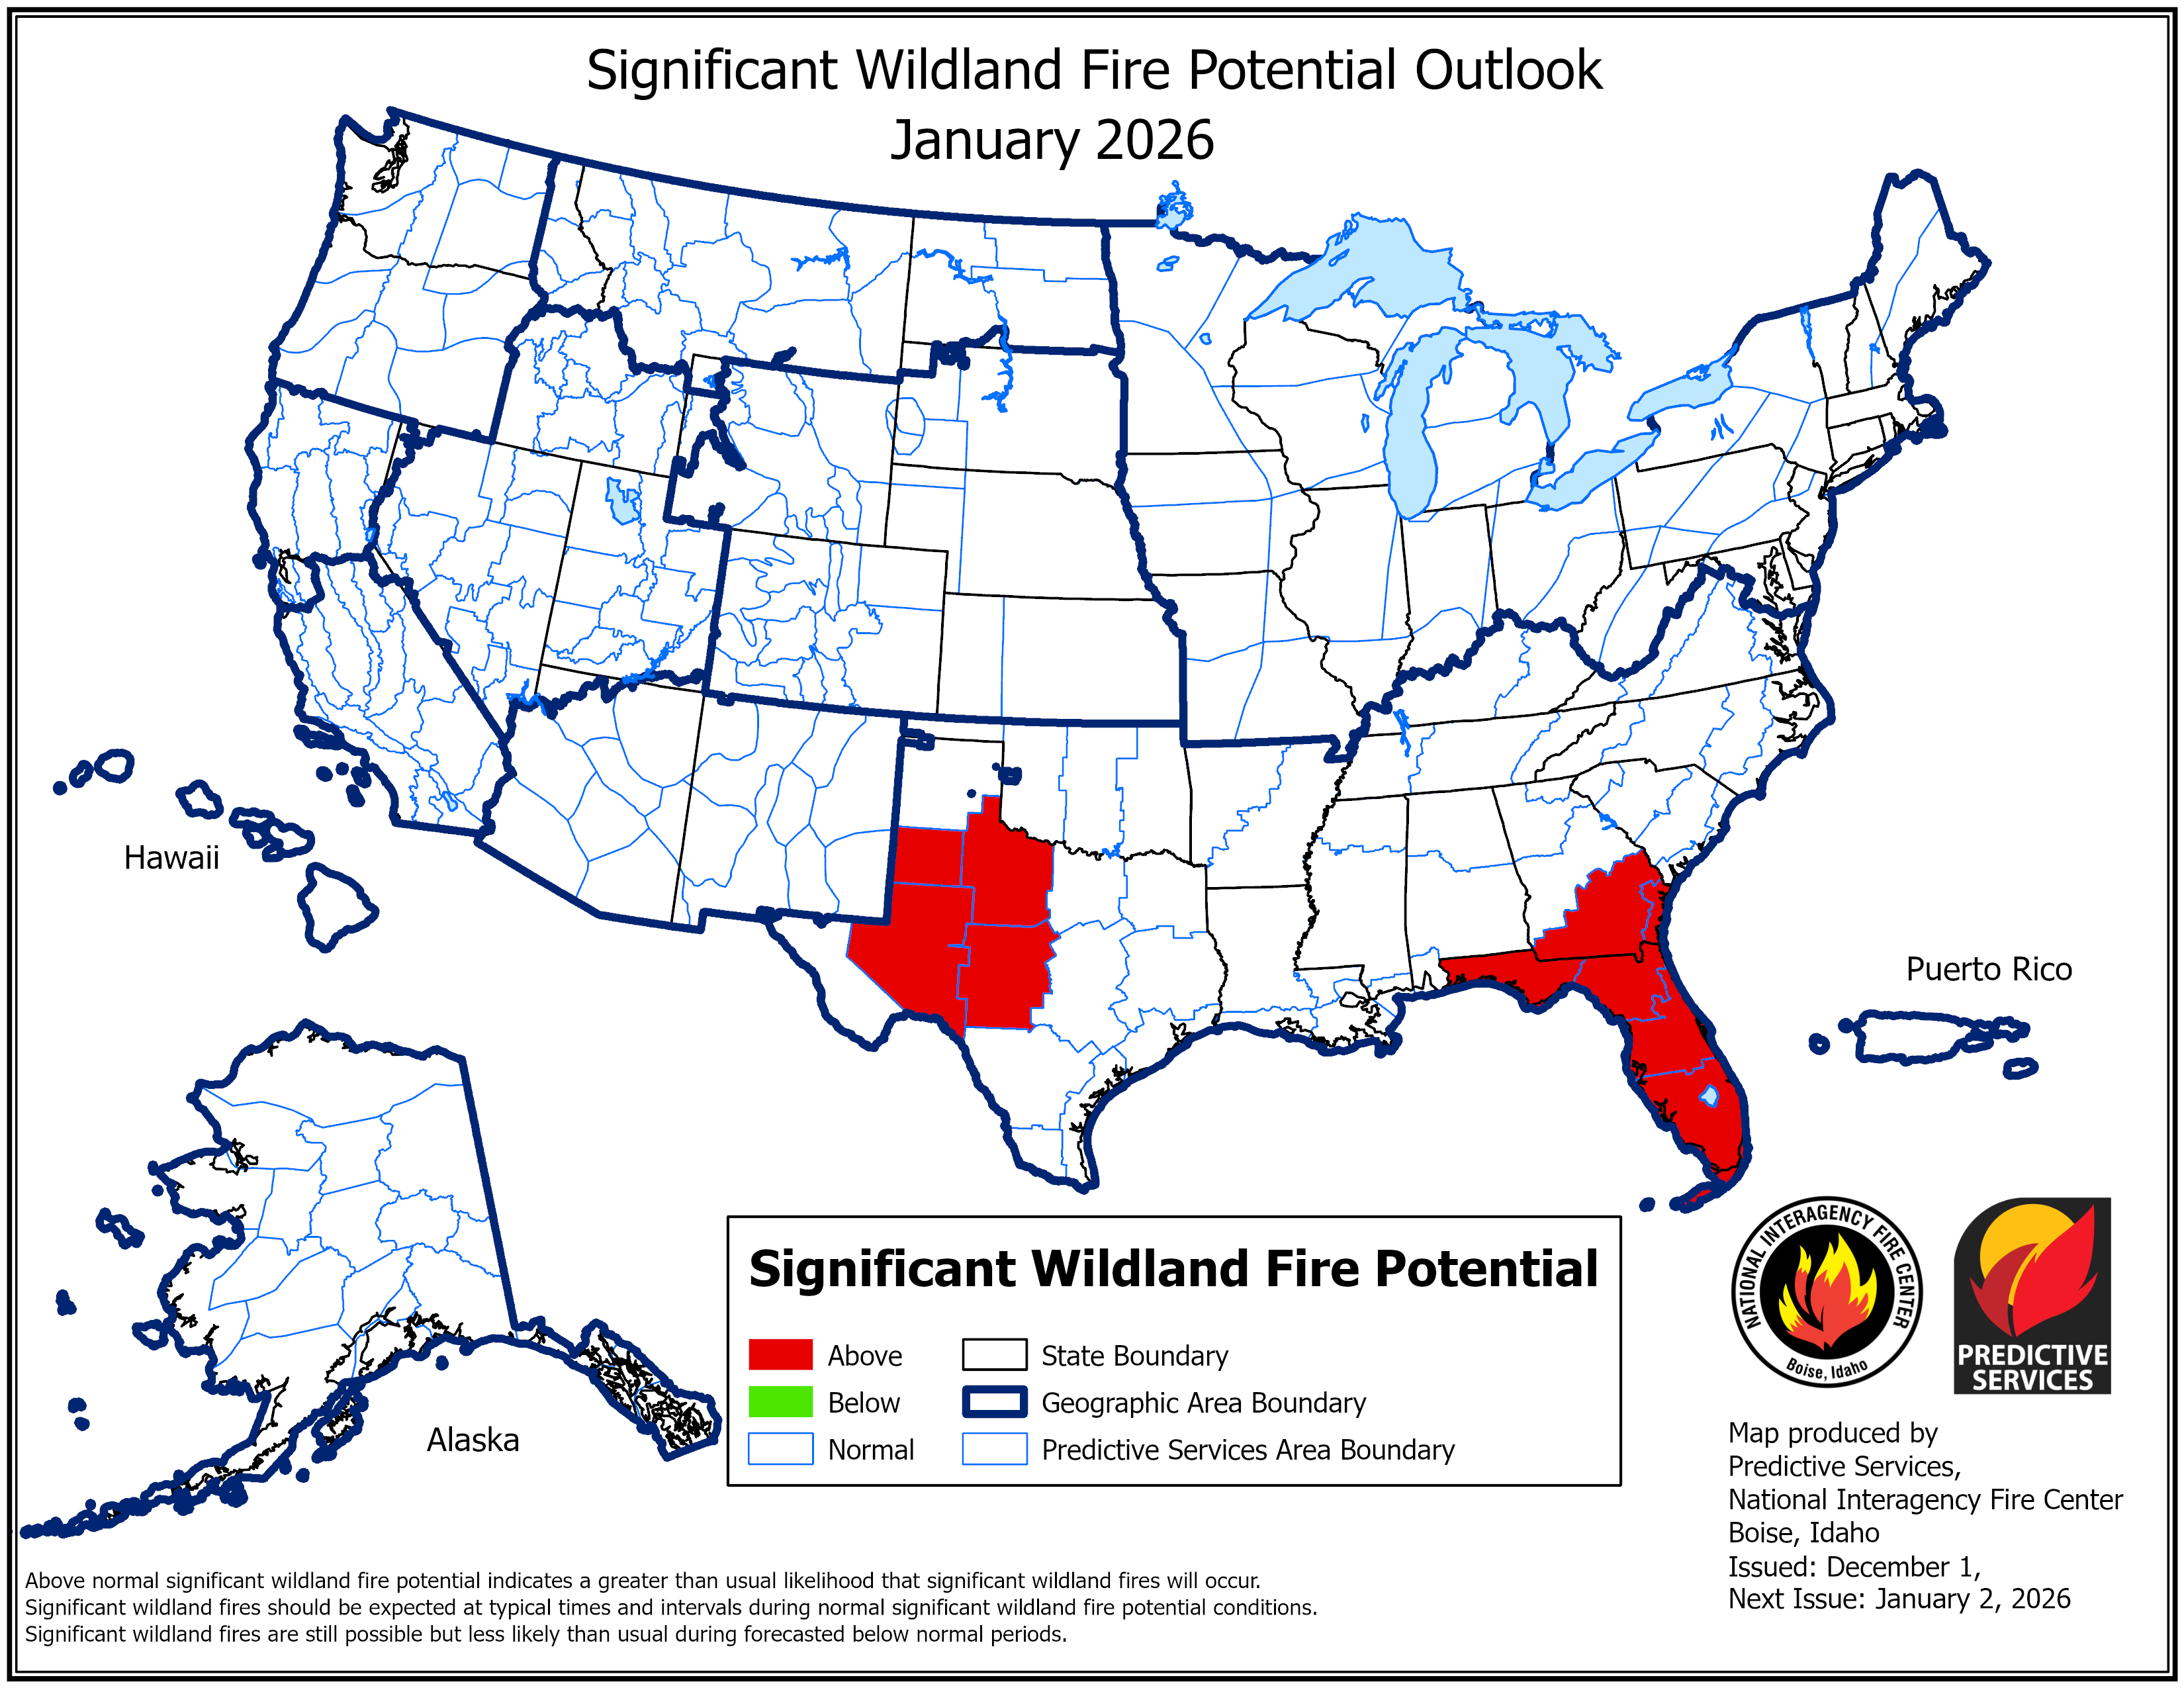 Significant Wildland Fire Potential Outlook
January 2026
Hawaii
Puerto Rico
Alaska
Significant Wildland Fire Potential
Above
State Boundary
Below
Geographic Area Boundary
Normal
Predictive Services Area Boundary
NATIONAL INTERAGENCY FIRE CENTER
Boise, Idaho
PREDICTIVE
SERVICES
Map produced by
Predictive Services,
National Interagency Fire Center
Boise, Idaho
Issued: December 1,
Next Issue: January 2, 2026
Above normal significant wildland fire potential indicates a greater than usual likelihood that significant wildland fires will occur.
Significant wildland fires should be expected at typical times and intervals during normal significant wildland fire potential conditions.
Significant wildland fires are still possible but less likely than usual during forecasted below normal periods.